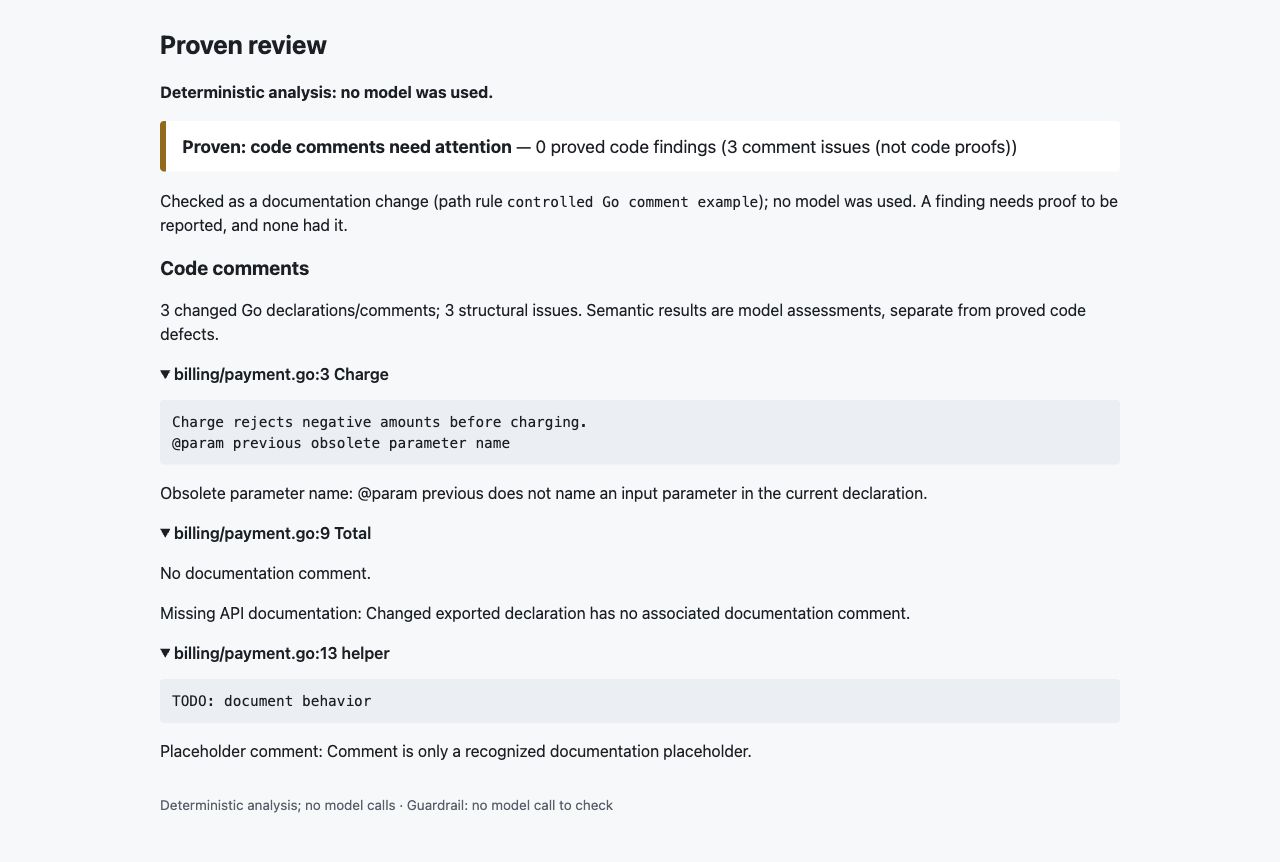 Proven review
Deterministic analysis: no model was used.
Proven: code comments need attention — 0 proved code findings (3 comment issues (not code proofs))
Checked as a documentation change (path rule controlled Go comment example); no model was used. A finding needs proof to be
reported, and none had it.
Code comments
3 changed Go declarations/comments; 3 structural issues. Semantic results are model assessments, separate from proved code
defects.
▼ billing/payment.go:3 Charge
Charge rejects negative amounts before charging.
@param previous obsolete parameter name
Obsolete parameter name: @param previous does not name an input parameter in the current declaration.
▼ billing/payment.go:9 Total
No documentation comment.
Missing API documentation: Changed exported declaration has no associated documentation comment.
▼ billing/payment.go:13 helper
TODO: document behavior
Placeholder comment: Comment is only a recognized documentation placeholder.
Deterministic analysis; no model calls · Guardrail: no model call to check